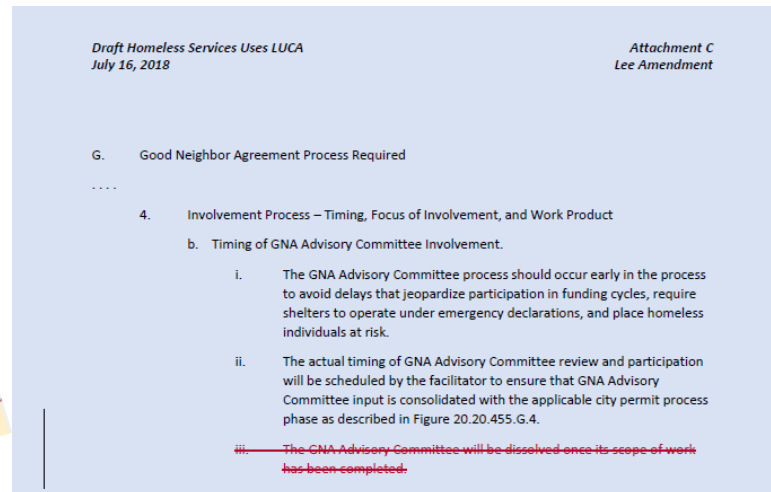 Draft Homeless Services Uses LUCA
July 16, 2018
Attachment C
Lee Amendment
G. Good Neighbor Agreement Process Required
....
4. Involvement Process – Timing, Focus of Involvement, and Work Product
b. Timing of GNA Advisory Committee Involvement.
i. The GNA Advisory Committee process should occur early in the process
to avoid delays that jeopardize participation in funding cycles, require
shelters to operate under emergency declarations, and place homeless
individuals at risk.
ii. The actual timing of GNA Advisory Committee review and participation
will be scheduled by the facilitator to ensure that GNA Advisory
Committee input is consolidated with the applicable city permit process
phase as described in Figure 20.20.455.G.4.
iii. The GNA Advisory Committee will be dissolved once its scope of work
has been completed.